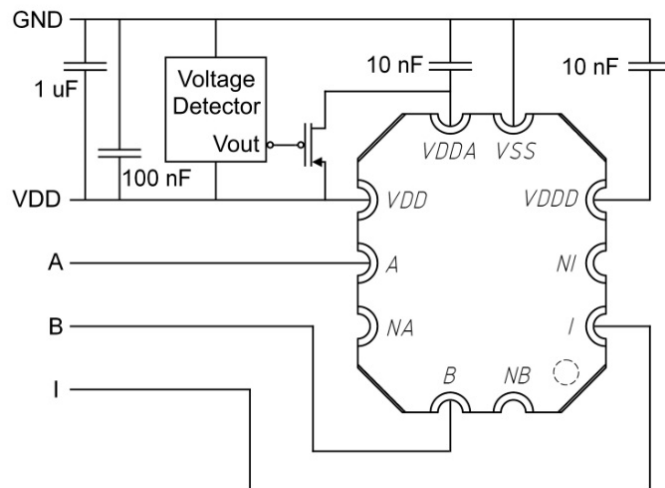 GND
1 uF
100 nF
Voltage
Detector
Vout
10 nF
10 nF
VDDA
VSS
VDD
VDD
VDDD
A
A
NI
B
NA
I
I
B
NB